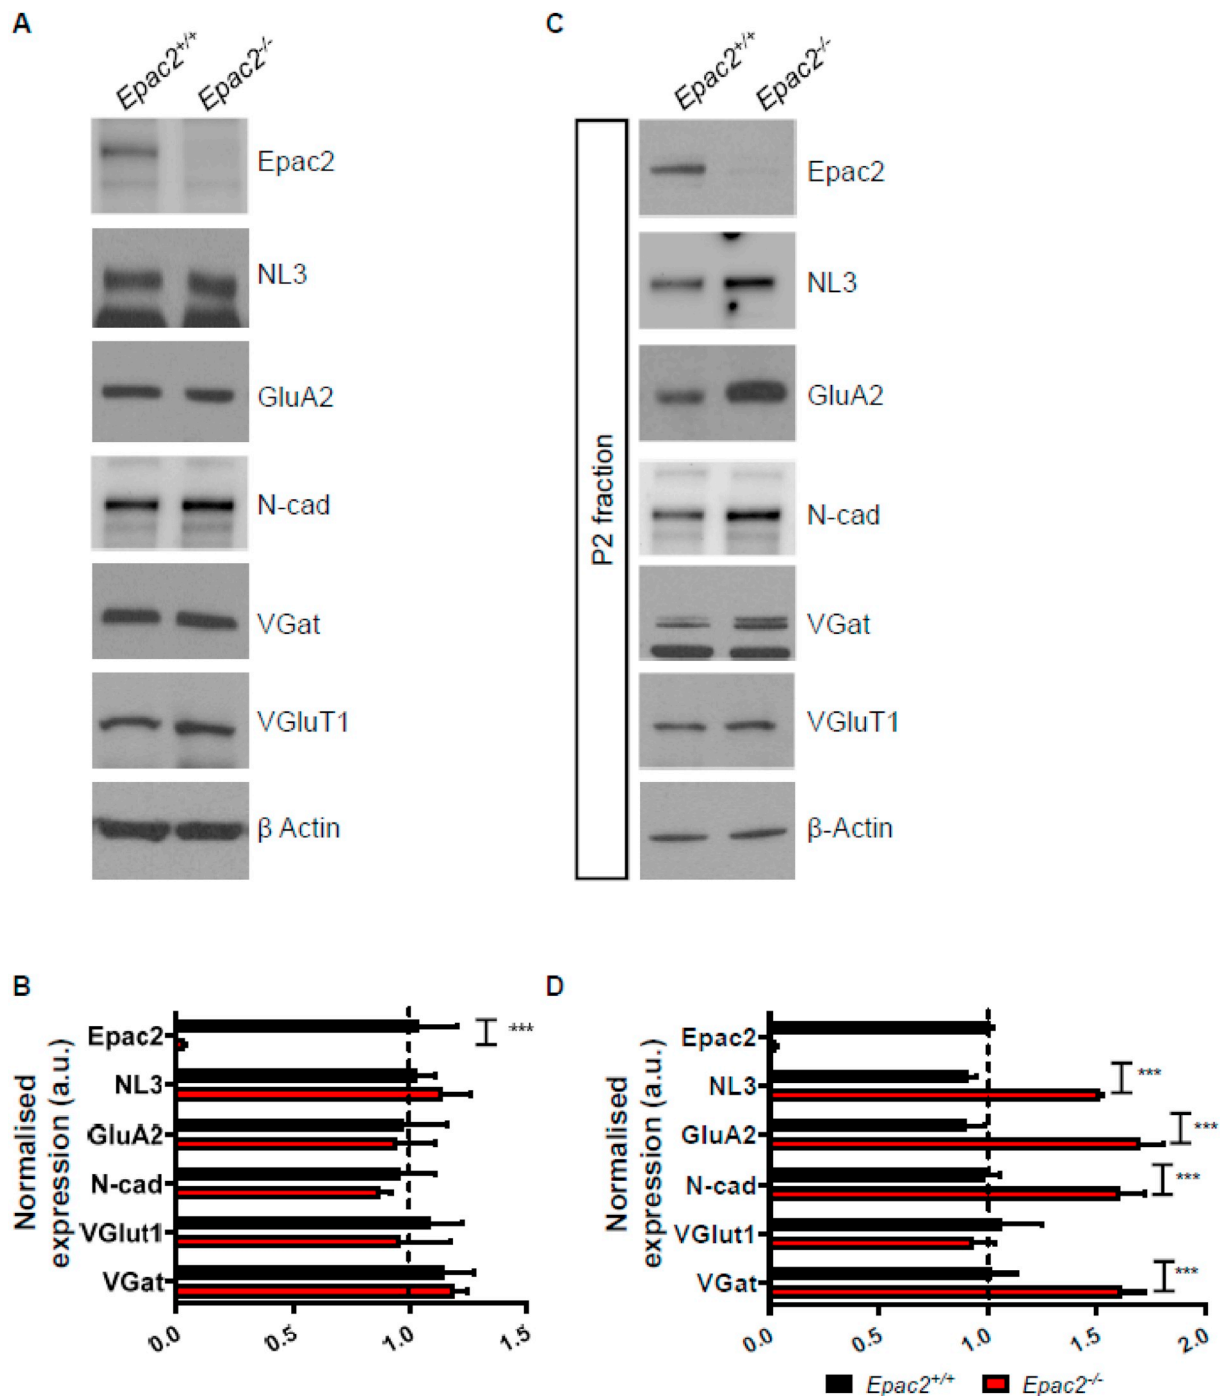 A
Epac2+/+ Epac2-/-
Epac2
NL3
GluA2
N-cad
VGat
VGluT1
β Actin
C
Epac2+/+ Epac2-/-
P2 fraction
Epac2
NL3
GluA2
N-cad
VGat
VGluT1
β-Actin
B
Normalised
expression (a.u.)
Epac2
***
NL3
GluA2
N-cad
VGlut1
VGat
0.0 0.5 1.0 1.5
D
Normalised
expression (a.u.)
Epac2
NL3 ***
GluA2 ***
N-cad ***
VGlut1
VGat ***
0.0 0.5 1.0 1.5 2.0
Epac2+/+ Epac2-/-